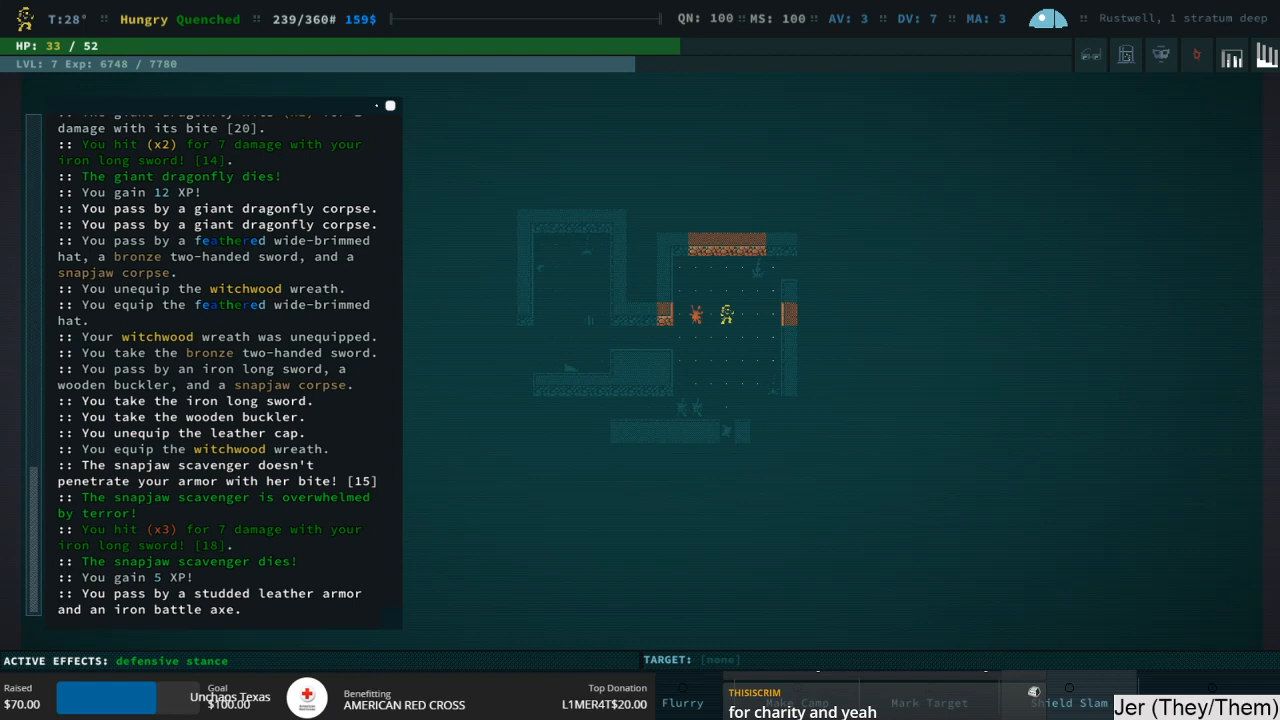 T:28° :: Hungry Quenched :: 239/360# 159$
QN: 100 :: MS: 100 :: AV: 3 :: DV: 7 :: MA: 3
:: Rustwell, 1 stratum deep
HP: 33 / 52
LVL: 7 Exp: 6748 / 7780
damage with its bite [20].
:: You hit (x2) for 7 damage with your
iron long sword! [14].
:: The giant dragonfly dies!
:: You gain 12 XP!
:: You pass by a giant dragonfly corpse.
:: You pass by a giant dragonfly corpse.
:: You pass by a feathered wide-brimmed
hat, a bronze two-handed sword, and a
snapjaw corpse.
:: You unequip the witchwood wreath.
:: You equip the feathered wide-brimmed
hat.
:: Your witchwood wreath was unequipped.
:: You take the bronze two-handed sword.
:: You pass by an iron long sword, a
wooden buckler, and a snapjaw corpse.
:: You take the iron long sword.
:: You take the wooden buckler.
:: You unequip the leather cap.
:: You equip the witchwood wreath.
:: The snapjaw scavenger doesn't
penetrate your armor with her bite! [15]
:: The snapjaw scavenger is overwhelmed
by terror!
:: You hit (x3) for 7 damage with your
iron long sword! [18].
:: The snapjaw scavenger dies!
:: You gain 5 XP!
:: You pass by a studded leather armor
and an iron battle axe.
ACTIVE EFFECTS: defensive stance
TARGET: [none]
Raised
$70.00
Goal
$100.00
Unchaos Texas
Benefitting
AMERICAN RED CROSS
Top Donation
L1MER4T$20.00
Flurry
Make Camp
Mark Target
Shield Slam
THISISCRIM
for charity and yeah
Jer (They/Them)